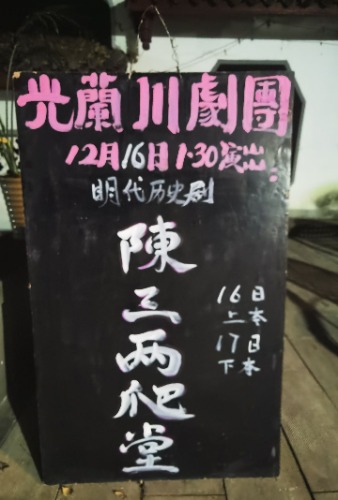 光蘭川劇團
12月16日1.30演出:
明代历史剧
陳三两爬堂
16日
上本
17日
下本